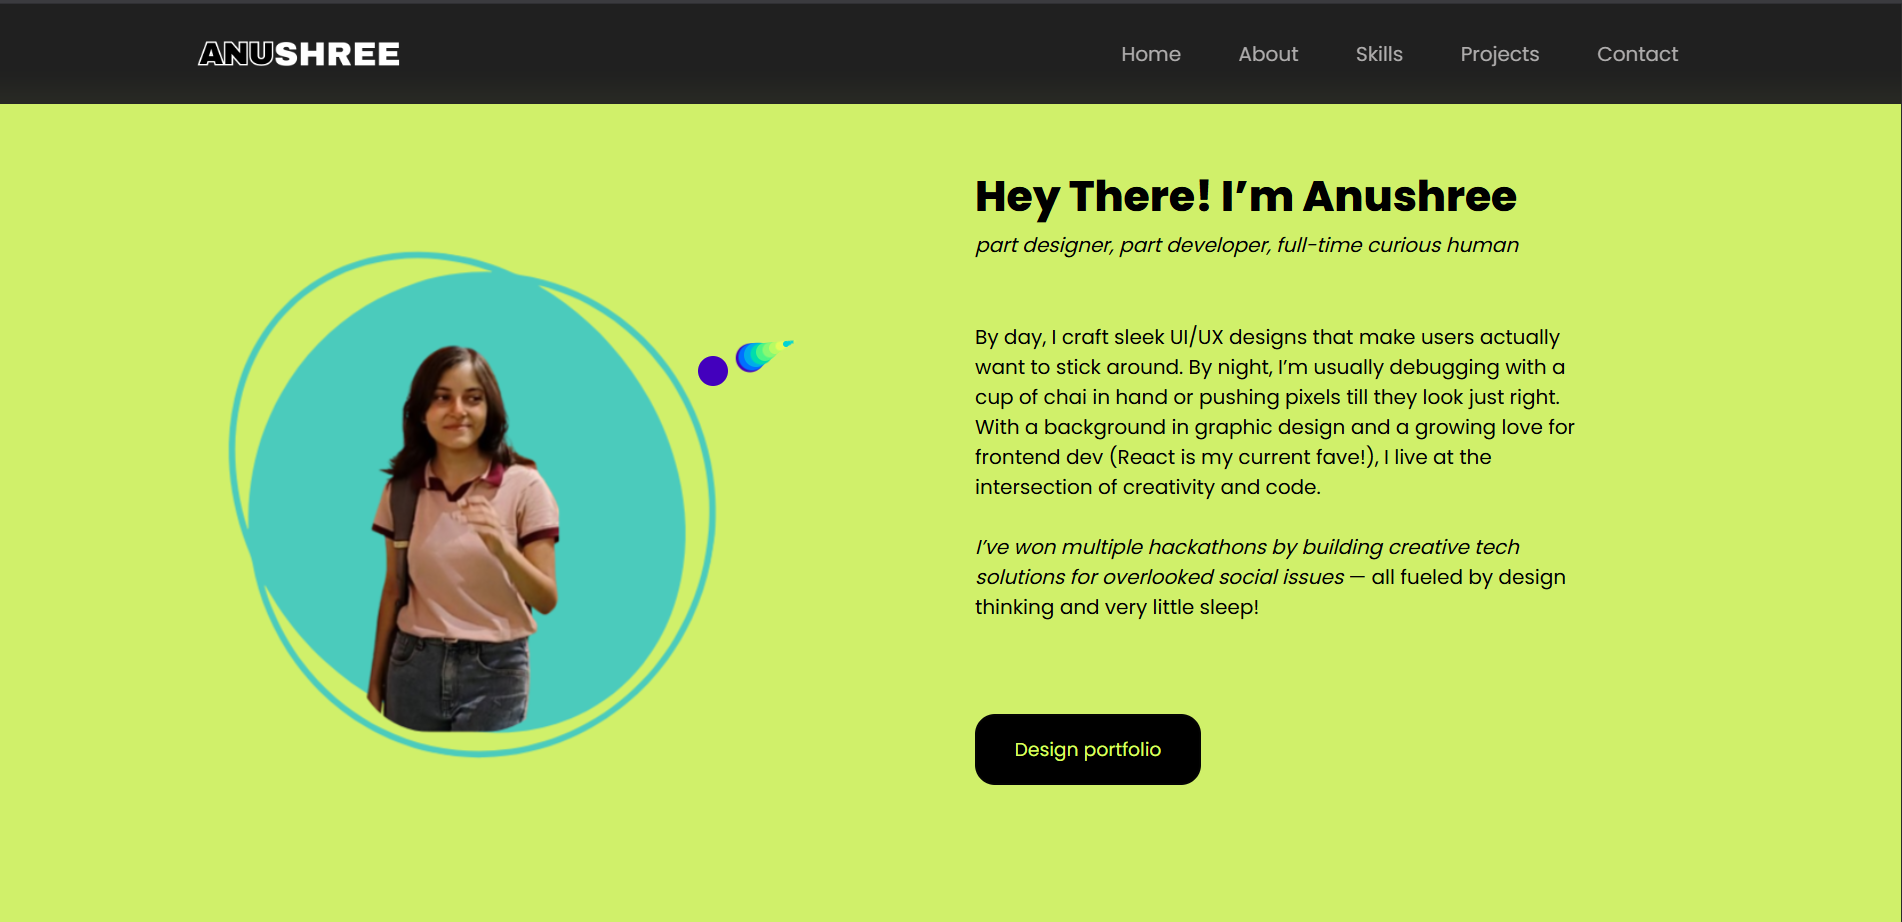 ANUSHREE
Home About Skills Projects Contact
Hey There! I’m Anushree
part designer, part developer, full-time curious human
By day, I craft sleek UI/UX designs that make users actually
want to stick around. By night, I’m usually debugging with a
cup of chai in hand or pushing pixels till they look just right.
With a background in graphic design and a growing love for
frontend dev (React is my current fave!), I live at the
intersection of creativity and code.
I’ve won multiple hackathons by building creative tech
solutions for overlooked social issues — all fueled by design
thinking and very little sleep!
Design portfolio